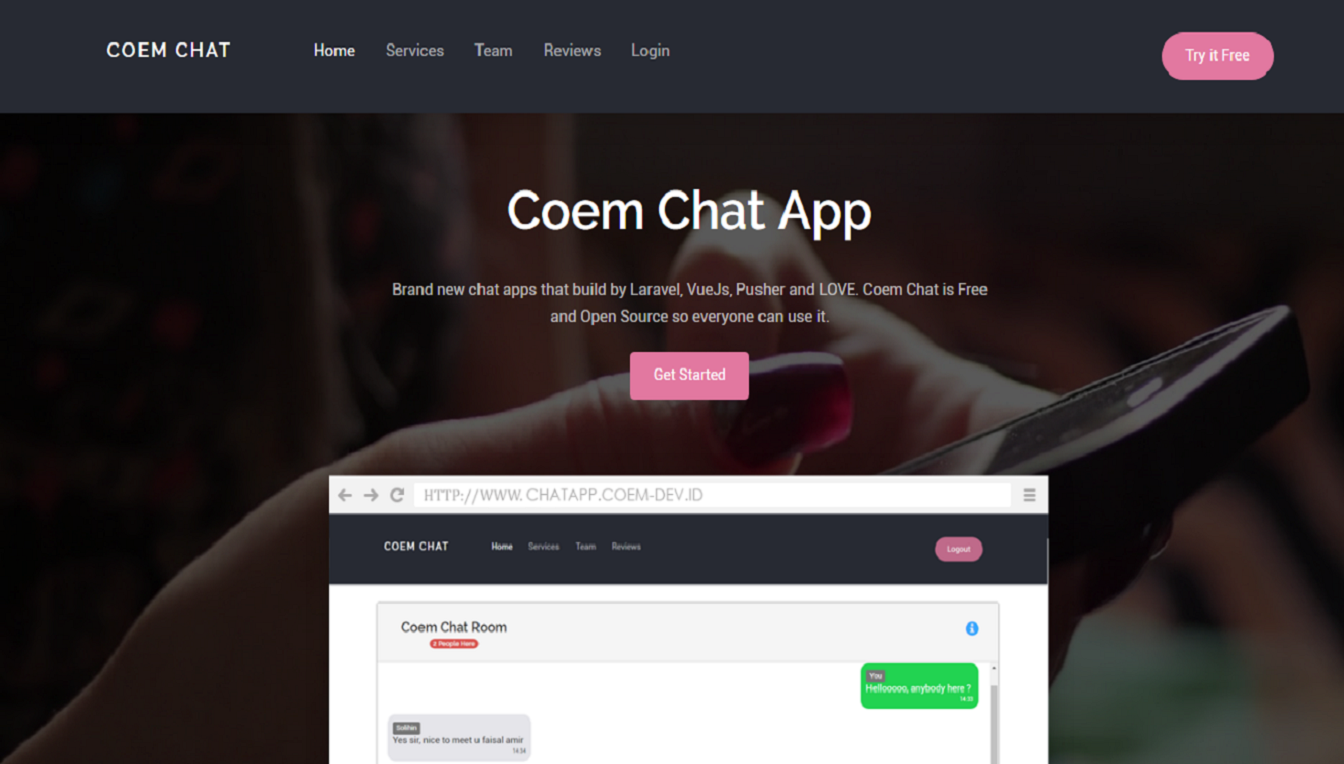 COEM CHAT Home Services Team Reviews Login Try it Free
Coem Chat App
Brand new chat apps that build by Laravel, VueJs, Pusher and LOVE. Coem Chat is Free
and Open Source so everyone can use it.
Get Started
HTTP://WWW.CHATAPP.COEM-DEV.ID
COEM CHAT Home Services Team Reviews Logout
Coem Chat Room
2 People Here
You
Hellooooo, anybody here ?
14:33
Solihin
Yes sir, nice to meet u faisal amir
14:34